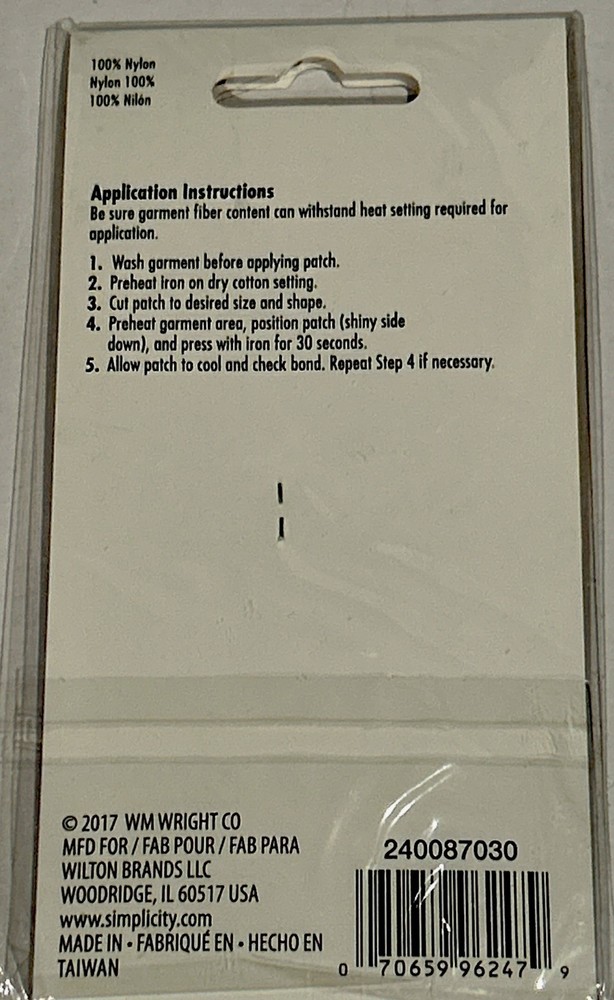 100% Nylon
Nylon 100%
100% Nilón
Application Instructions
Be sure garment fiber content can withstand heat setting required for
application.
1. Wash garment before applying patch.
2. Preheat iron on dry cotton setting.
3. Cut patch to desired size and shape.
4. Preheat garment area, position patch (shiny side
down), and press with iron for 30 seconds.
5. Allow patch to cool and check bond. Repeat Step 4 if necessary.
© 2017 WM WRIGHT CO
MFD FOR / FAB POUR / FAB PARA
WILTON BRANDS LLC
WOODRIDGE, IL 60517 USA
www.simplicity.com
MADE IN • FABRIQUÉ EN • HECHO EN
TAIWAN
240087030
0 70659 96247 9